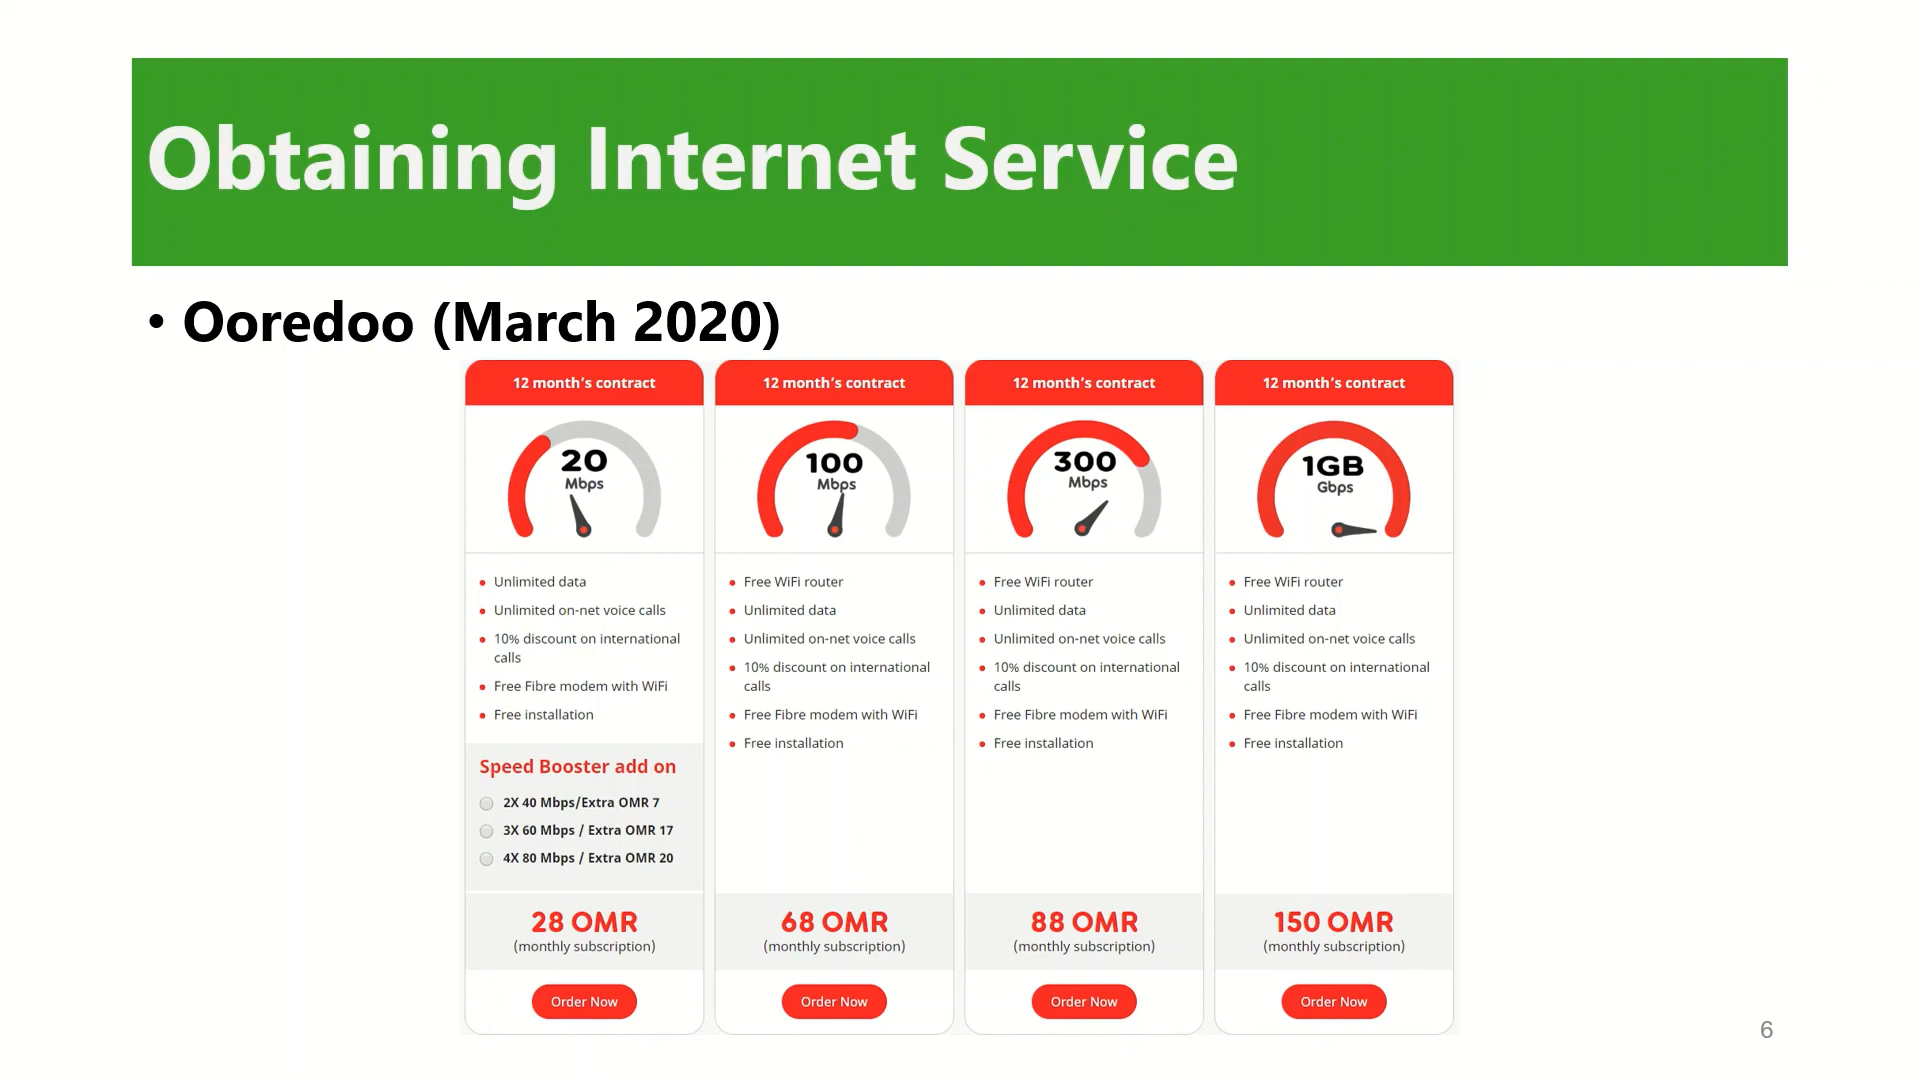 Obtaining Internet Service
• Ooredoo (March 2020)
12 month's contract
20
Mbps
• Unlimited data
• Unlimited on-net voice calls
• 10% discount on international
calls
• Free Fibre modem with WiFi
• Free installation
Speed Booster add on
2X 40 Mbps/Extra OMR 7
3X 60 Mbps / Extra OMR 17
4X 80 Mbps / Extra OMR 20
28 OMR
(monthly subscription)
Order Now
12 month's contract
100
Mbps
• Free WiFi router
• Unlimited data
• Unlimited on-net voice calls
• 10% discount on international
calls
• Free Fibre modem with WiFi
• Free installation
68 OMR
(monthly subscription)
Order Now
12 month's contract
300
Mbps
• Free WiFi router
• Unlimited data
• Unlimited on-net voice calls
• 10% discount on international
calls
• Free Fibre modem with WiFi
• Free installation
88 OMR
(monthly subscription)
Order Now
12 month's contract
1GB
Gbps
• Free WiFi router
• Unlimited data
• Unlimited on-net voice calls
• 10% discount on international
calls
• Free Fibre modem with WiFi
• Free installation
150 OMR
(monthly subscription)
Order Now
6